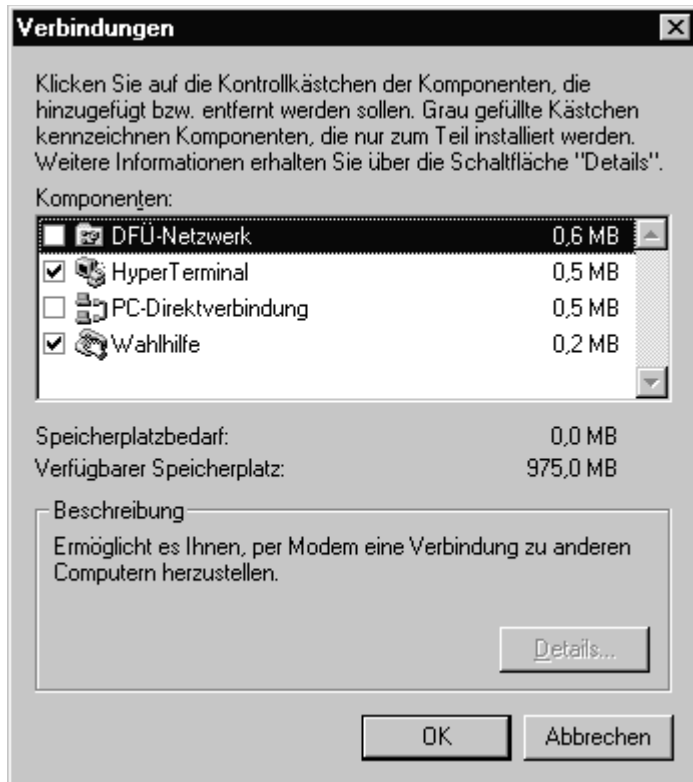 Verbindungen
Klicken Sie auf die Kontrollkästchen der Komponenten, die
hinzugefügt bzw. entfernt werden sollen. Grau gefüllte Kästchen
kennzeichnen Komponenten, die nur zum Teil installiert werden.
Weitere Informationen erhalten Sie über die Schaltfläche "Details".
Komponenten:
DFÜ-Netzwerk 0,6 MB
HyperTerminal 0,5 MB
PC-Direktverbindung 0,5 MB
Wahlhilfe 0,2 MB
Speicherplatzbedarf: 0,0 MB
Verfügbarer Speicherplatz: 975,0 MB
Beschreibung
Ermöglicht es Ihnen, per Modem eine Verbindung zu anderen
Computern herzustellen.
Details...
OK Abbrechen